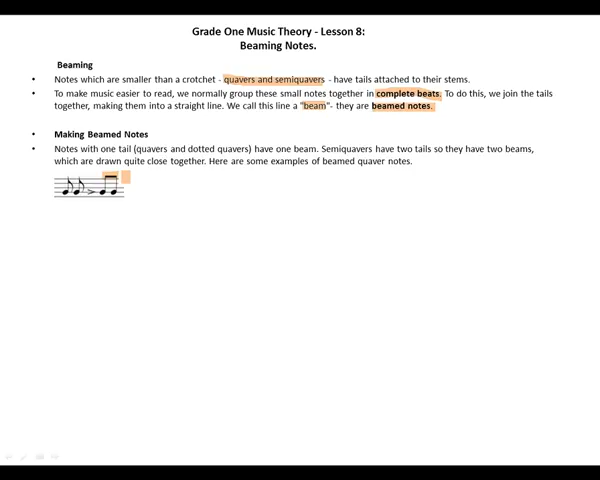 Grade One Music Theory - Lesson 8:
Beaming Notes.
Beaming
• Notes which are smaller than a crotchet - quavers and semiquavers - have tails attached to their stems.
• To make music easier to read, we normally group these small notes together in complete beats. To do this, we join the tails
together, making them into a straight line. We call this line a "beam"- they are beamed notes.
• Making Beamed Notes
• Notes with one tail (quavers and dotted quavers) have one beam. Semiquavers have two tails so they have two beams,
which are drawn quite close together. Here are some examples of beamed quaver notes.